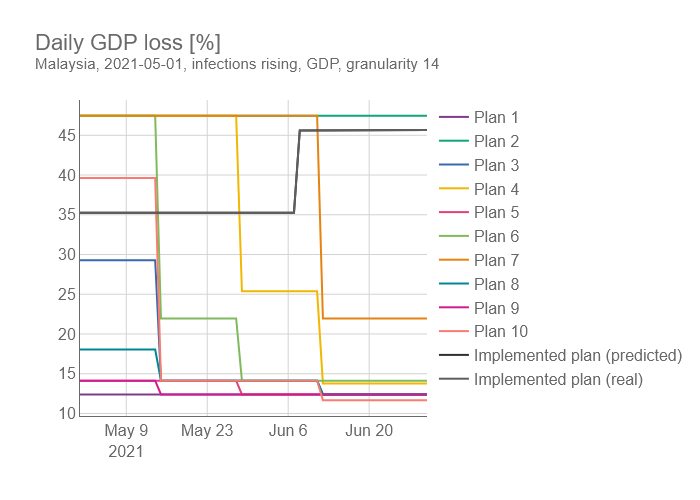 Daily GDP loss [%]
Malaysia, 2021-05-01, infections rising, GDP, granularity 14
45
40
35
30
25
20
15
10
May 9
2021
May 23
Jun 6
Jun 20
Plan 1
Plan 2
Plan 3
Plan 4
Plan 5
Plan 6
Plan 7
Plan 8
Plan 9
Plan 10
Implemented plan (predicted)
Implemented plan (real)